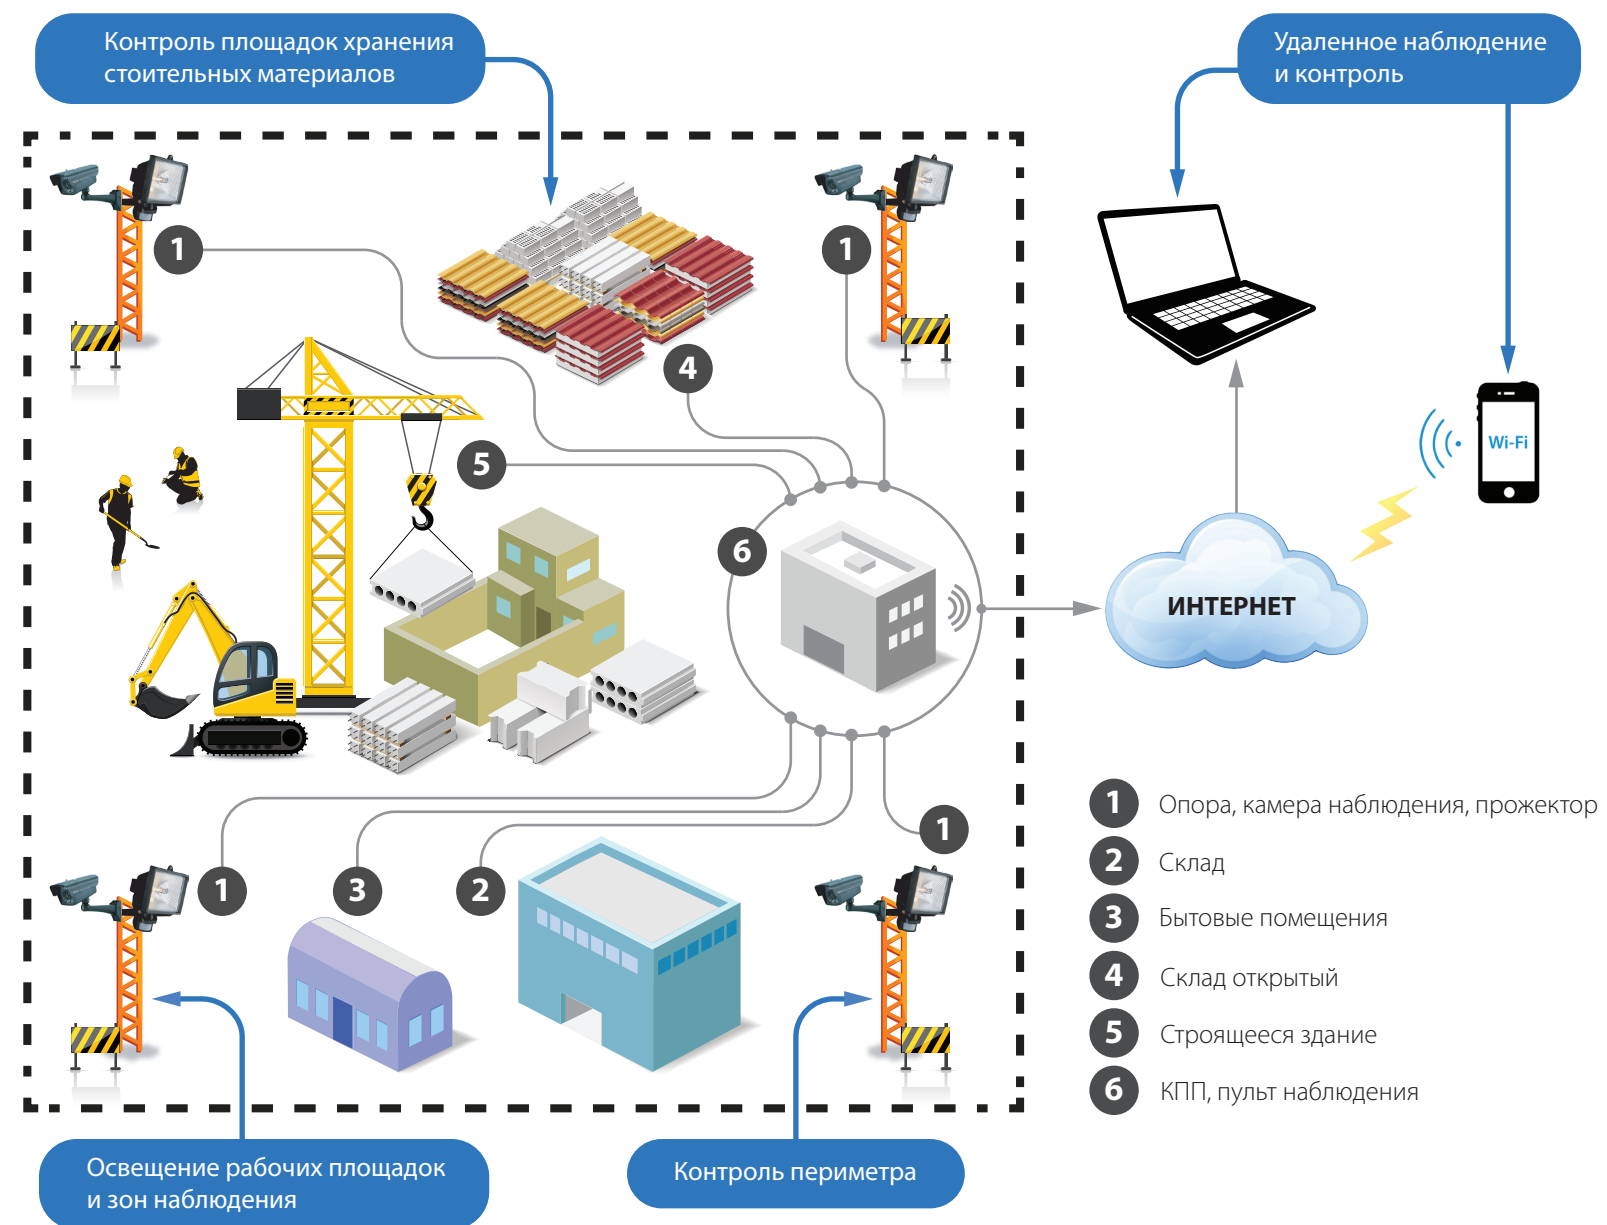 Контроль площадок хранения
стоительных материалов
Удаленное наблюдение
и контроль
1
1
4
5
6
Wi-Fi
ИНТЕРНЕТ
1
3
2
1
1 Опора, камера наблюдения, прожектор
2 Склад
3 Бытовые помещения
4 Склад открытый
5 Строящееся здание
6 КПП, пульт наблюдения
Освещение рабочих площадок
и зон наблюдения
Контроль периметра